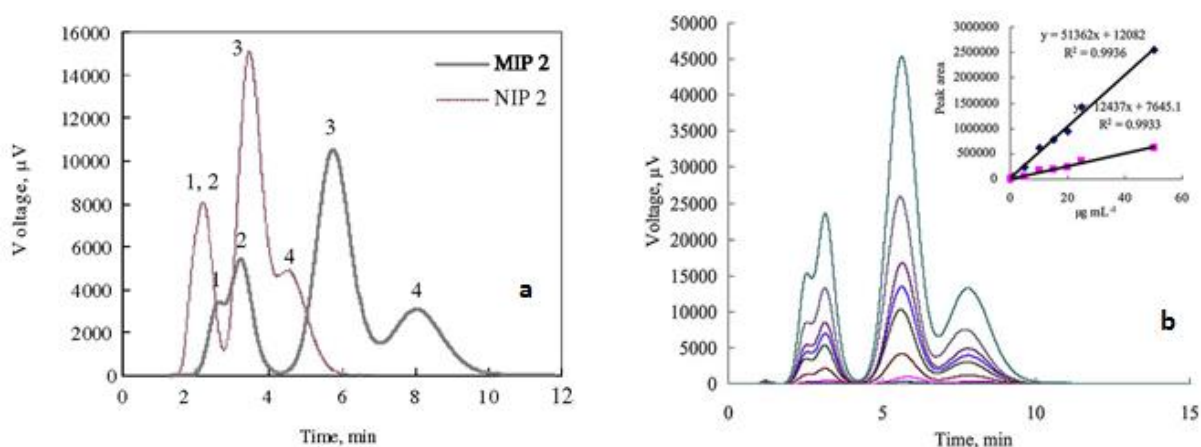 16000
14000
12000
10000
8000
6000
4000
2000
0
Voltage, µV
0 2 4 6 8 10 12
Time, min
MIP 2
NIP 2
1, 2
3
4
1
2
3
4
a
50000
45000
40000
35000
30000
25000
20000
15000
10000
5000
0
Voltage, µV
0 5 10 15
Time, min
b
3000000
2500000
2000000
1500000
1000000
500000
0
Peak area
0 20 40 60
µg mL-1
y = 51362x + 12082
R² = 0.9936
12437x + 7645.1
R² = 0.9933